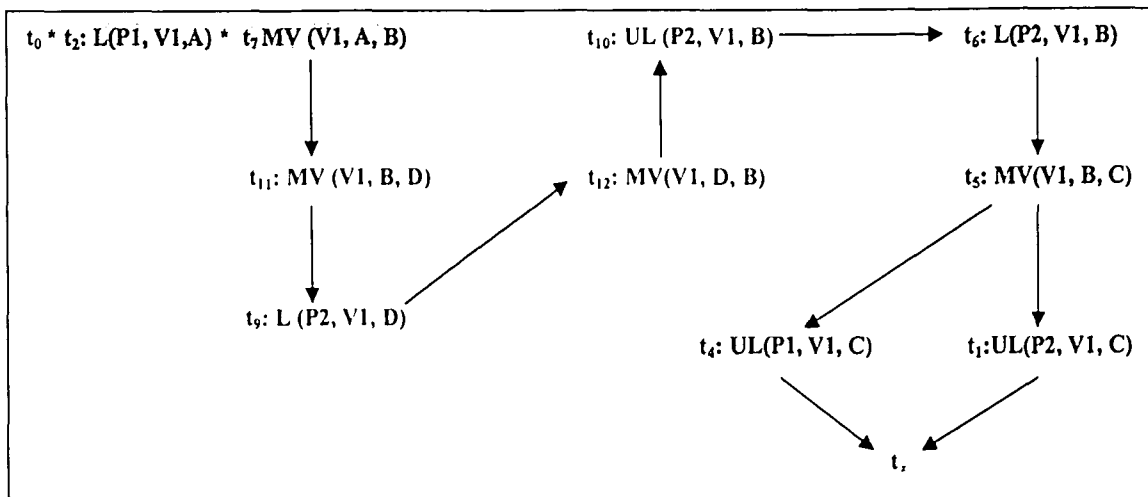 t₀ * t₂: L(P1, V1,A) * t₇ MV (V1, A, B)
t₁₀: UL (P2, V1, B)
t₆: L(P2, V1, B)
t₁₁: MV (V1, B, D)
t₁₂: MV(V1, D, B)
t₅: MV(V1, B, C)
t₉: L (P2, V1, D)
t₄: UL(P1, V1, C)
t₁:UL(P2, V1, C)